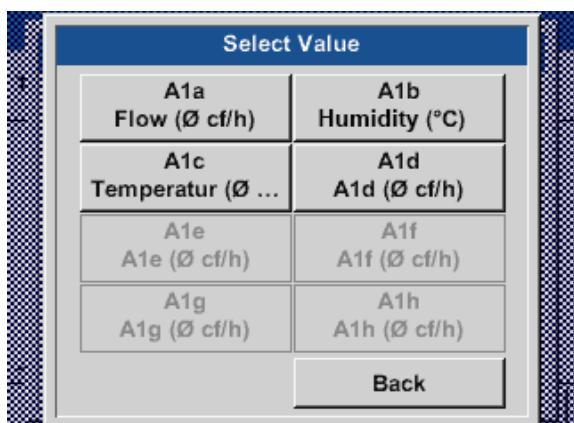 Select Value
A1a
Flow (Ø cf/h)
A1b
Humidity (°C)
A1c
Temperatur (Ø ...
A1d
A1d (Ø cf/h)
A1e
A1e (Ø cf/h)
A1f
A1f (Ø cf/h)
A1g
A1g (Ø cf/h)
A1h
A1h (Ø cf/h)
Back